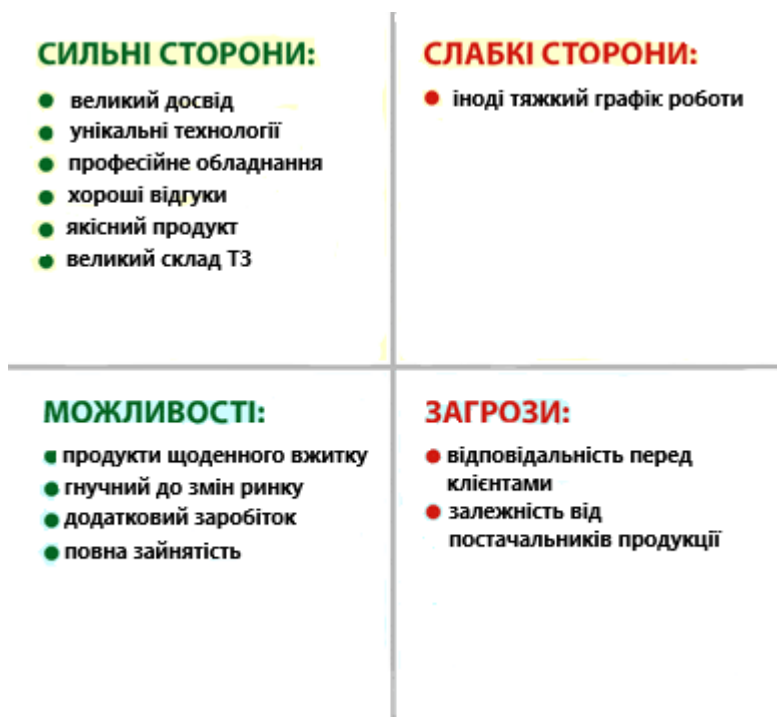 СИЛЬНІ СТОРОНИ:
великий досвід
унікальні технології
професійне обладнання
хороші відгуки
якісний продукт
великий склад ТЗ
СЛАБКІ СТОРОНИ:
іноді тяжкий графік роботи
МОЖЛИВОСТІ:
продукти щоденного вжитку
гнучний до змін ринку
додатковий заробіток
повна зайнятість
ЗАГРОЗИ:
відповідальність перед
клієнтами
залежність від
постачальників продукції